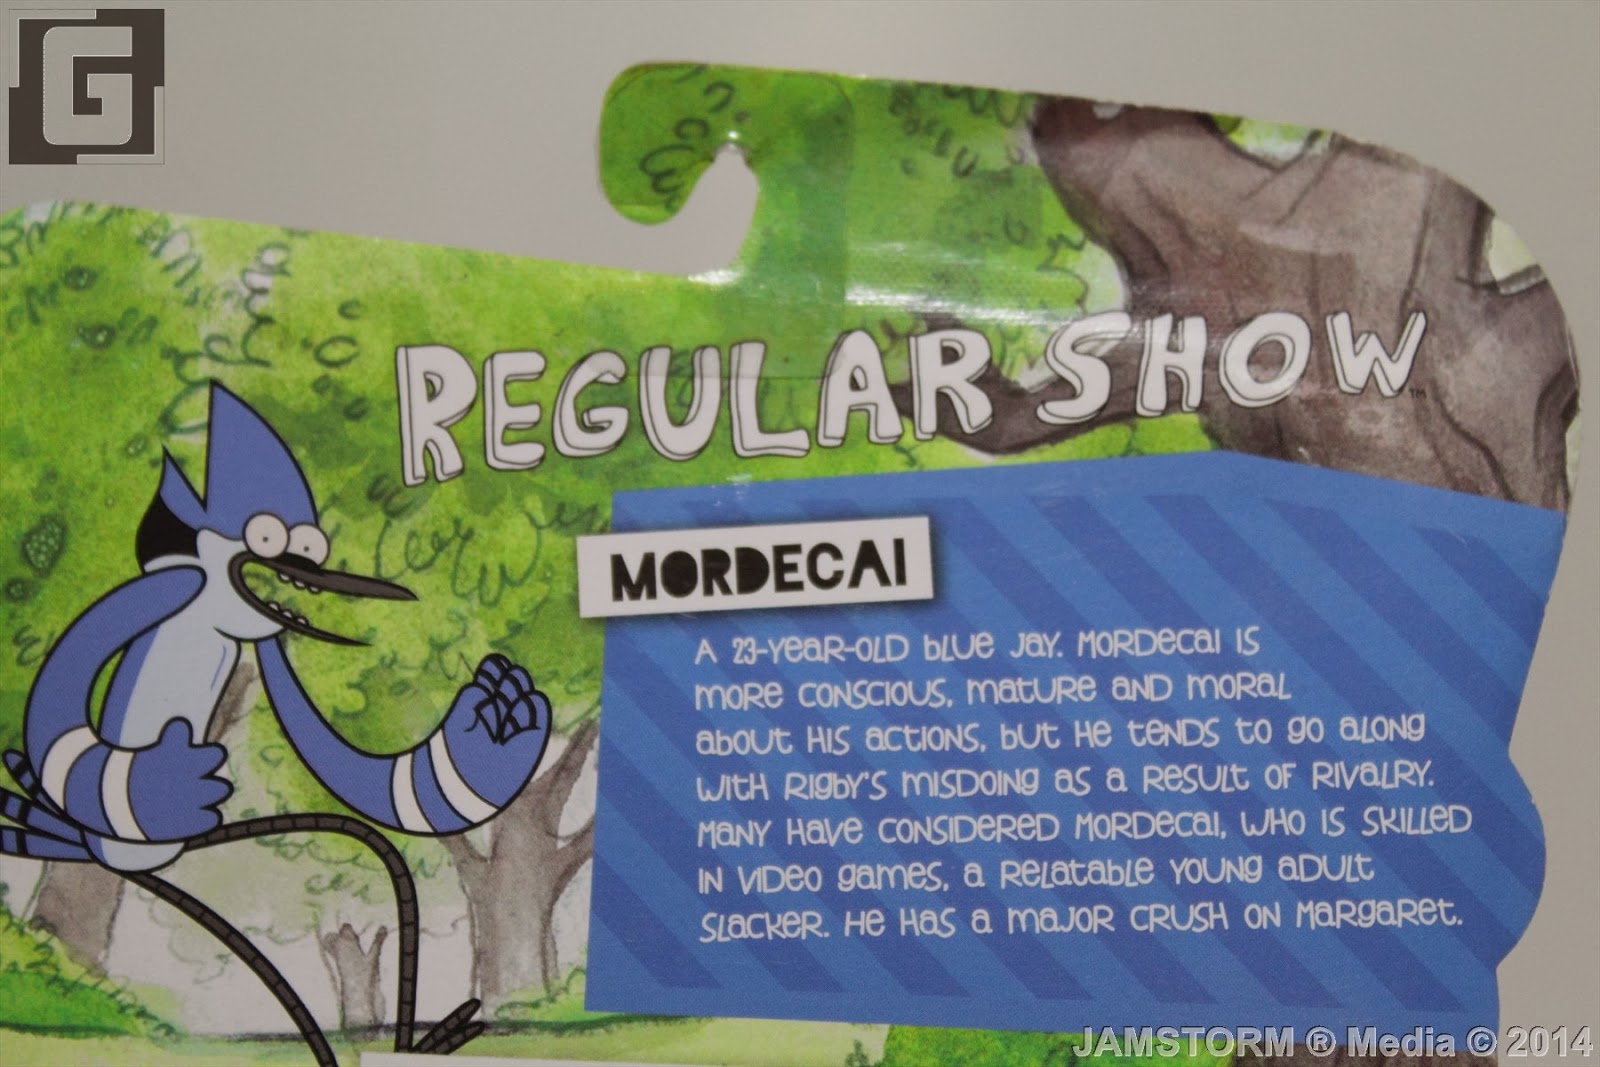 G
REGULAR SHOW™
MORDECAI
A 23-YEAR-OLD BLUE JAY. MORDECAI IS
MORE CONSCIOUS, MATURE AND MORAL
ABOUT HIS ACTIONS, BUT HE TENDS TO GO ALONG
WITH RIGBY'S MISDOING AS A RESULT OF RIVALRY.
MANY HAVE CONSIDERED MORDECAI, WHO IS SKILLED
IN VIDEO GAMES, A RELATABLE YOUNG ADULT
SLACKER. HE HAS A MAJOR CRUSH ON MARGARET.
JAMSTORM ® Media © 2014